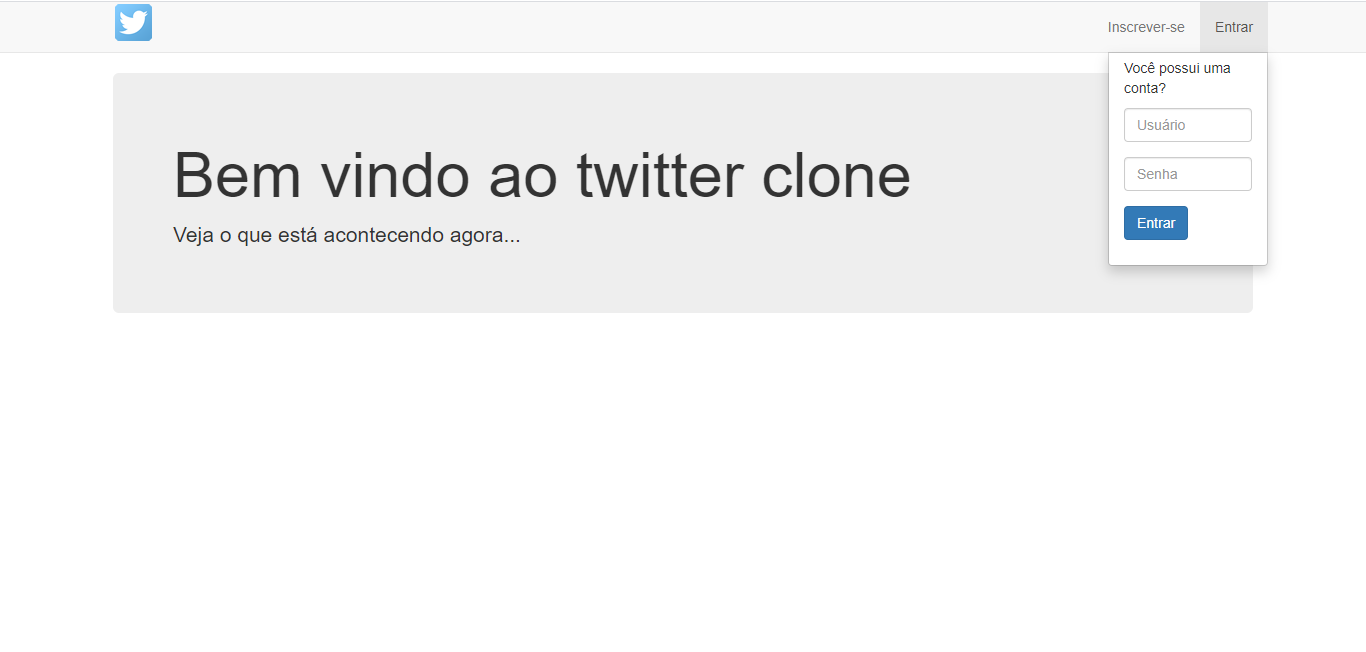 Inscrever-se
Entrar
Você possui uma
conta?
Usuário
Senha
Entrar
Bem vindo ao twitter clone
Veja o que está acontecendo agora...